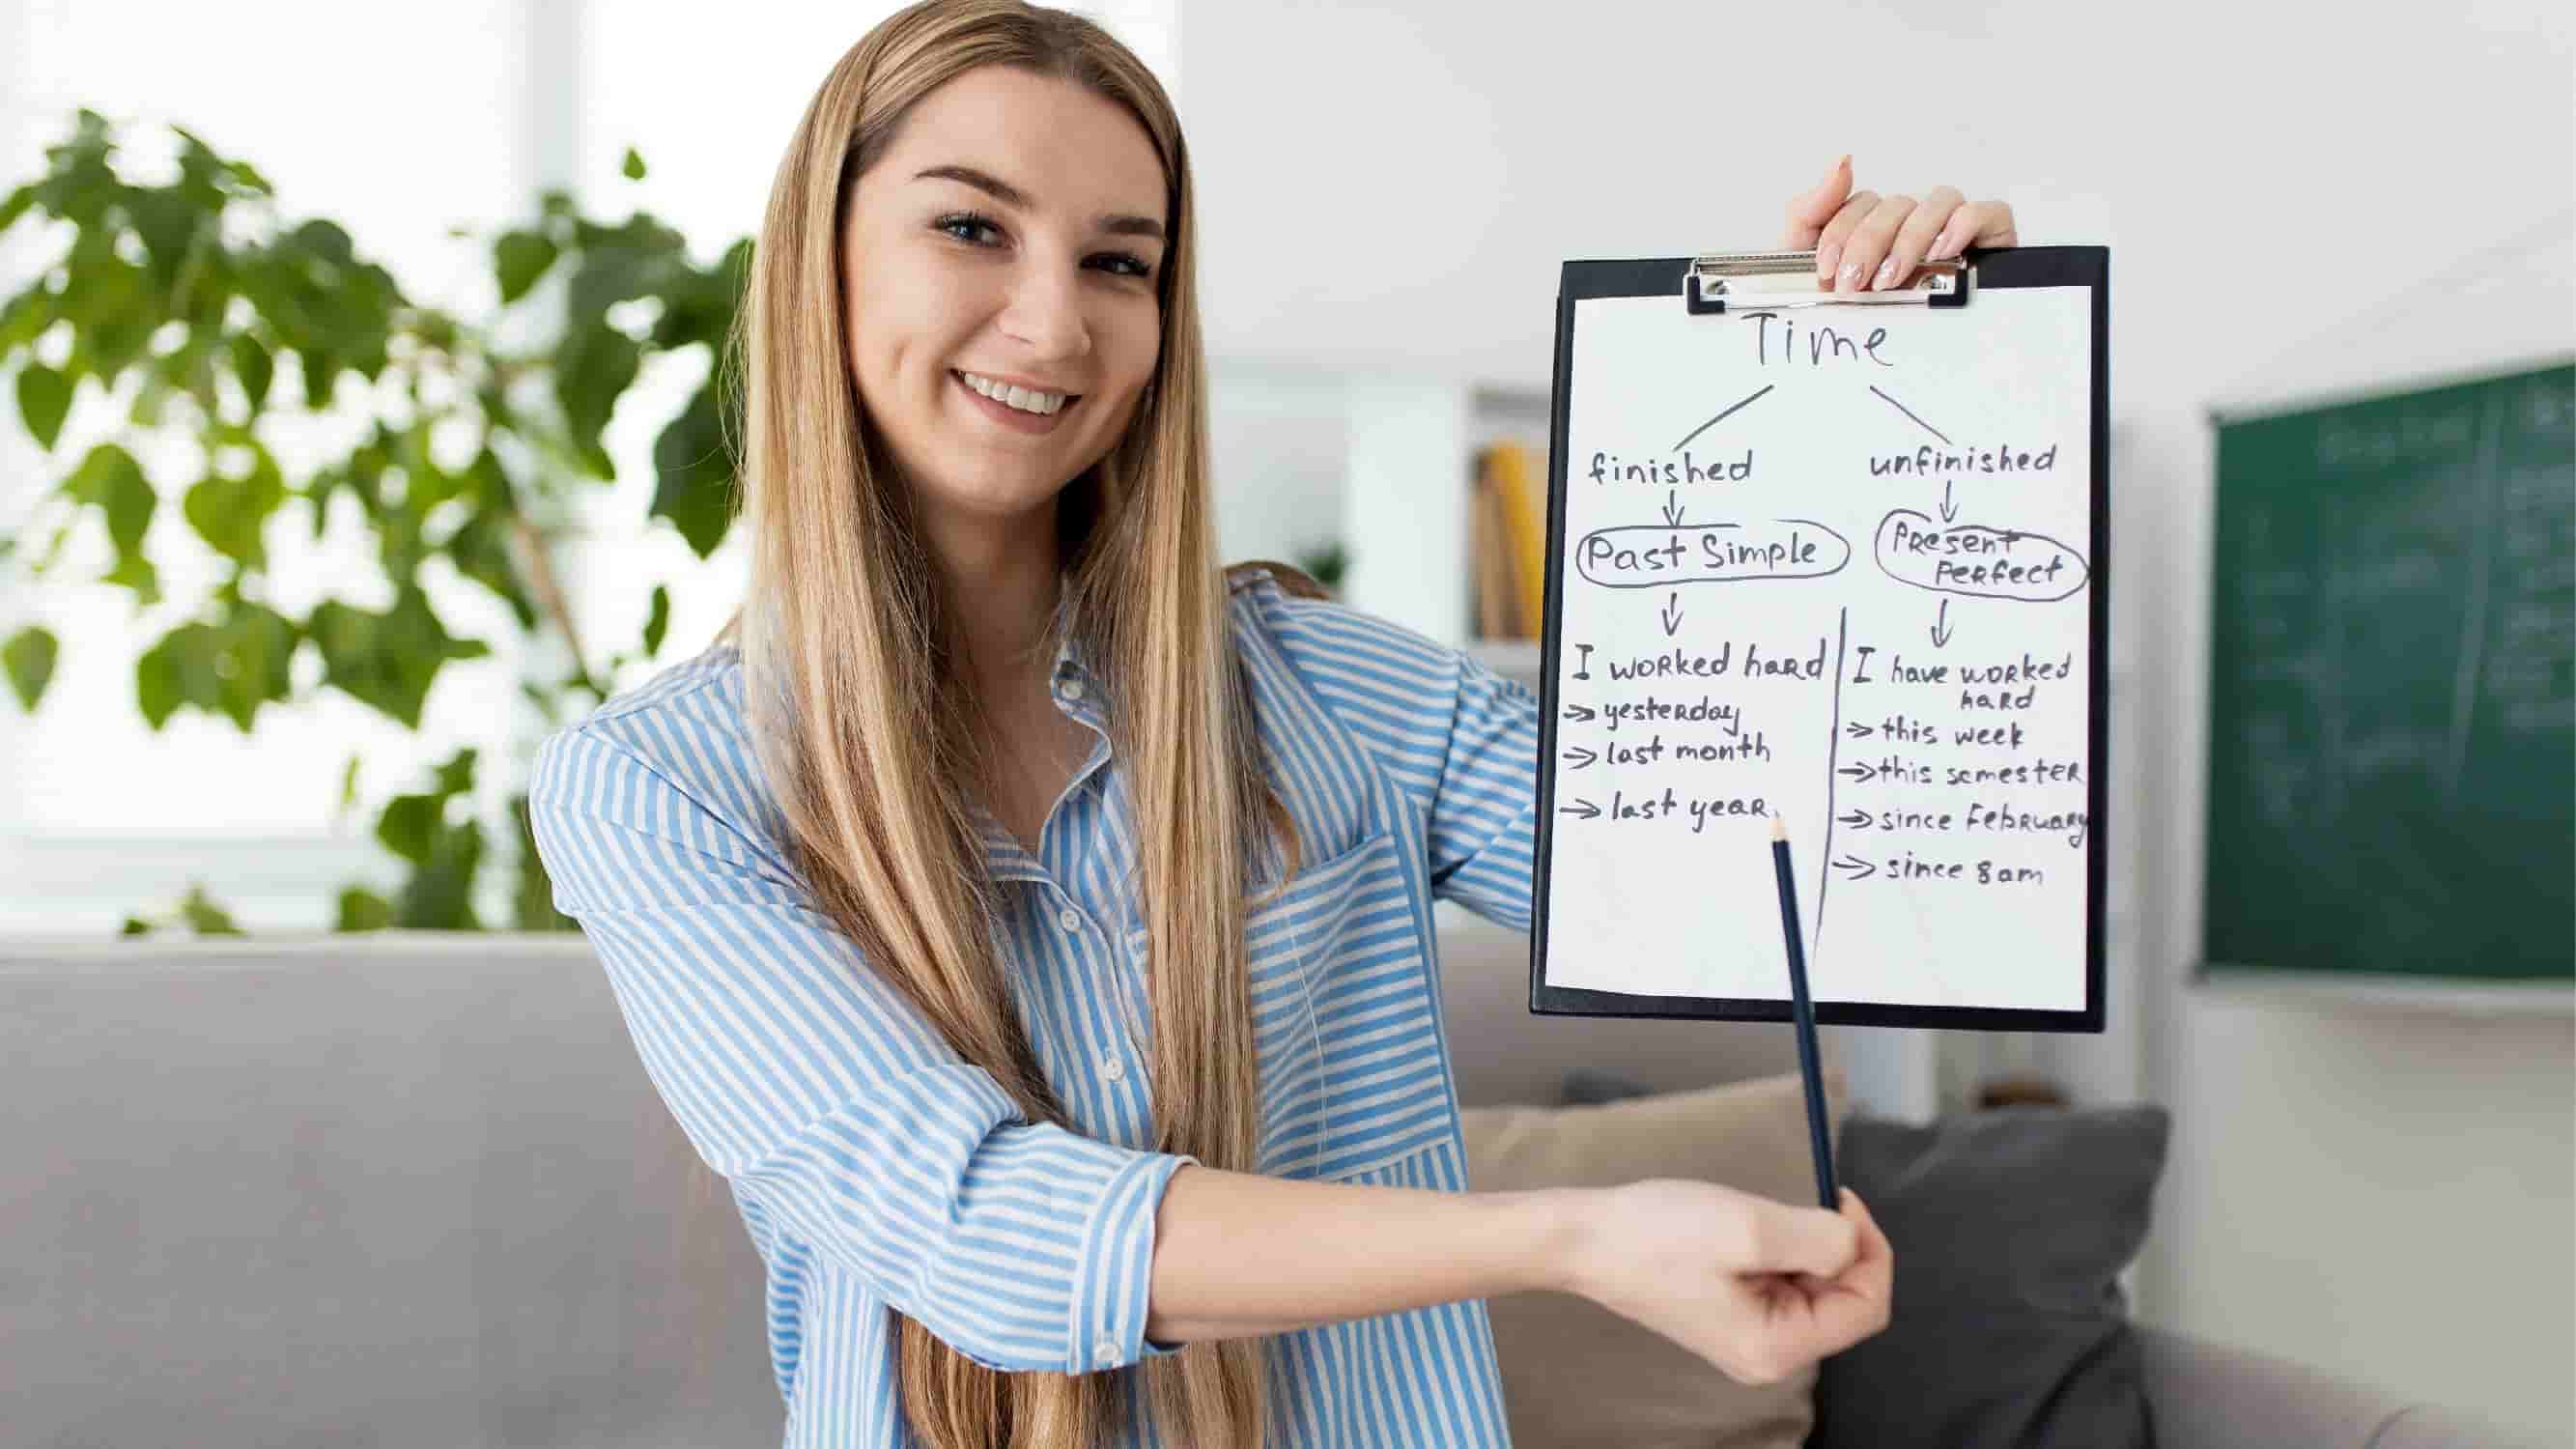 Time
finished
unfinished
Past Simple
Present
Perfect
I worked hard
→ yesterday
→ last month
→ last year
I have worked
hard
→ this week
→ this semester
→ since February
→ since 8am